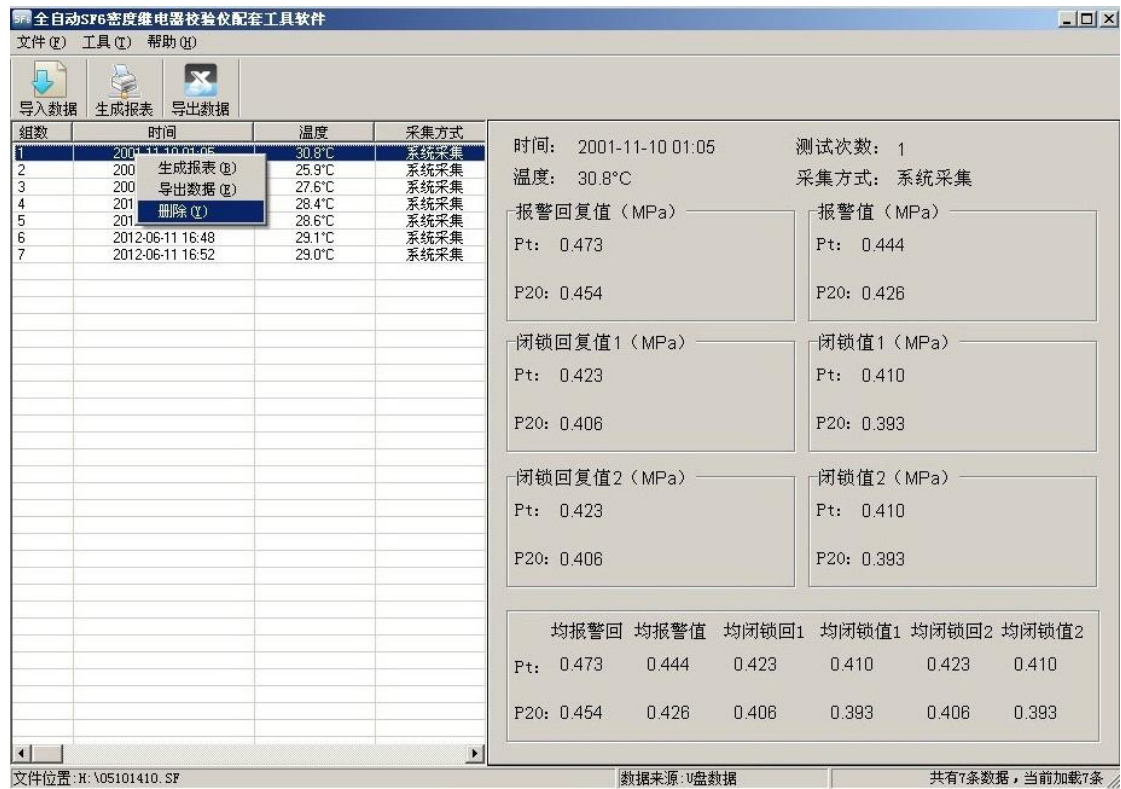 SF6 全自动SF6密度继电器校验仪配套工具软件
文件(F) 工具(T) 帮助(H)
导入数据 生成报表 导出数据
组数 时间 温度 采集方式
1 2001-11-10 01:05 30.8°C 系统采集
2 200 25.9°C 系统采集
3 200 27.6°C 系统采集
4 201 28.4°C 系统采集
5 201 28.6°C 系统采集
6 2012-06-11 16:48 29.1°C 系统采集
7 2012-06-11 16:52 29.0°C 系统采集
生成报表(R)
导出数据(E)
删除(Y)
时间: 2001-11-10 01:05 测试次数: 1
温度: 30.8°C 采集方式: 系统采集
报警回复值(MPa) 报警值(MPa)
Pt: 0.473 Pt: 0.444
P20: 0.454 P20: 0.426
闭锁回复值1(MPa) 闭锁值1(MPa)
Pt: 0.423 Pt: 0.410
P20: 0.406 P20: 0.393
闭锁回复值2(MPa) 闭锁值2(MPa)
Pt: 0.423 Pt: 0.410
P20: 0.406 P20: 0.393
均报警回 均报警值 均闭锁回1 均闭锁值1 均闭锁回2 均闭锁值2
Pt: 0.473 0.444 0.423 0.410 0.423 0.410
P20: 0.454 0.426 0.406 0.393 0.406 0.393
文件位置:H:\05101410.SF 数据来源:U盘数据 共有7条数据,当前加载7条